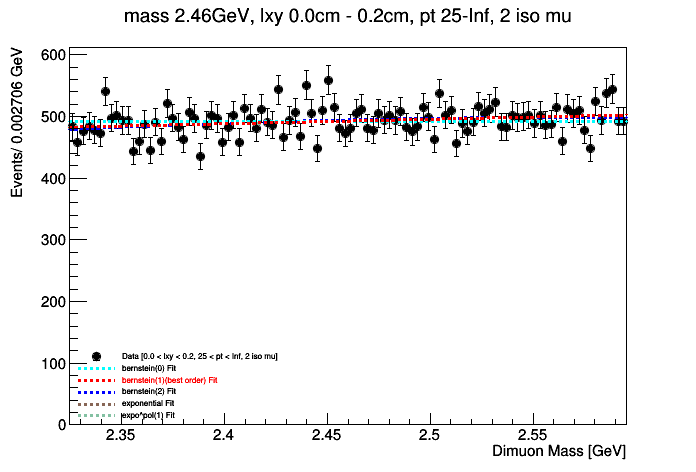 mass 2.46GeV, lxy 0.0cm - 0.2cm, pt 25-Inf, 2 iso mu
Events/ 0.002706 GeV
600
500
400
300
200
100
0
Data [0.0 < lxy < 0.2, 25 < pt < Inf, 2 iso mu]
bernstein(0) Fit
bernstein(1)(best order) Fit
bernstein(2) Fit
exponential Fit
expo*pol(1) Fit
2.35 2.4 2.45 2.5 2.55
Dimuon Mass [GeV]